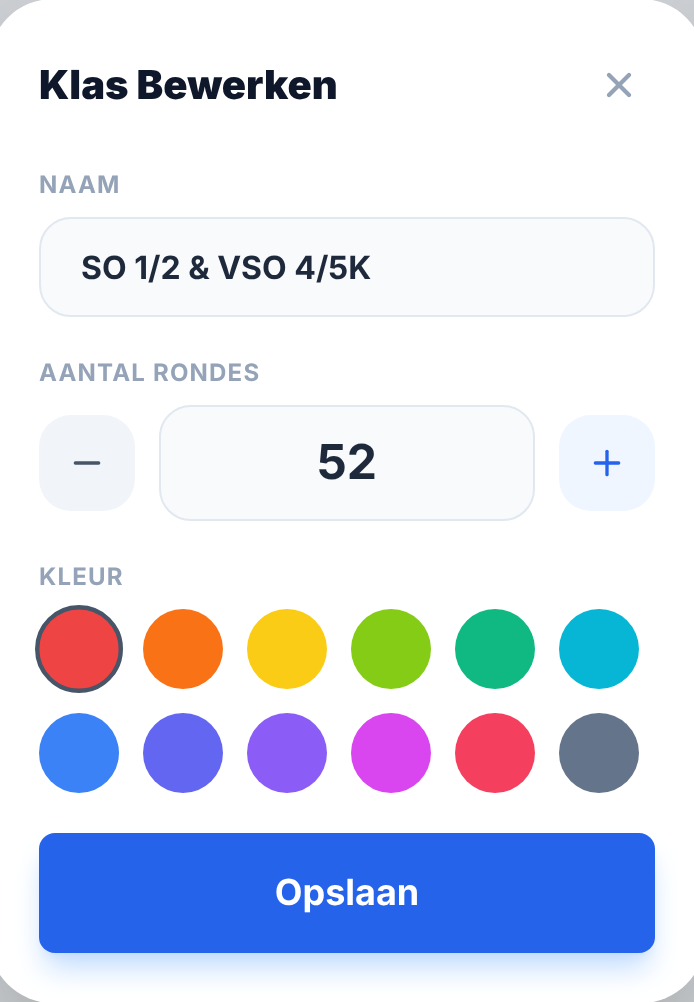 Klas Bewerken
NAAM
SO 1/2 & VSO 4/5K
AANTAL RONDES
52
KLEUR
Opslaan